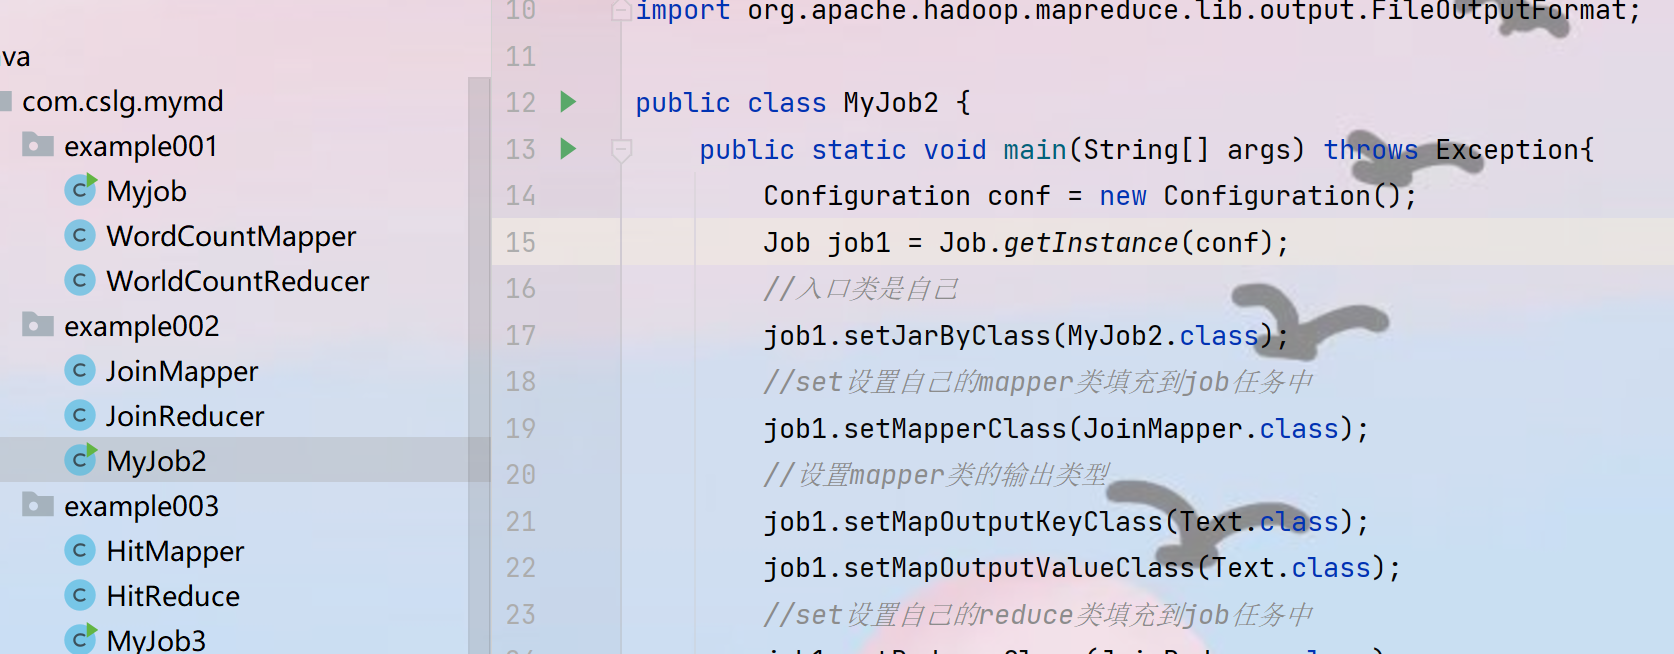 va
com.cslg.mymd
example001
Myjob
WordCountMapper
WorldCountReducer
example002
JoinMapper
JoinReducer
MyJob2
example003
HitMapper
HitReduce
MyJob3
10 import org.apache.hadoop.mapreduce.lib.output.FileOutputFormat;
11
12 public class MyJob2 {
13 public static void main(String[] args) throws Exception{
14 Configuration conf = new Configuration();
15 Job job1 = Job.getInstance(conf);
16 //入口类是自己
17 job1.setJarByClass(MyJob2.class);
18 //set设置自己的mapper类填充到job任务中
19 job1.setMapperClass(JoinMapper.class);
20 //设置mapper类的输出类型
21 job1.setMapOutputKeyClass(Text.class);
22 job1.setMapOutputValueClass(Text.class);
23 //set设置自己的reduce类填充到job任务中